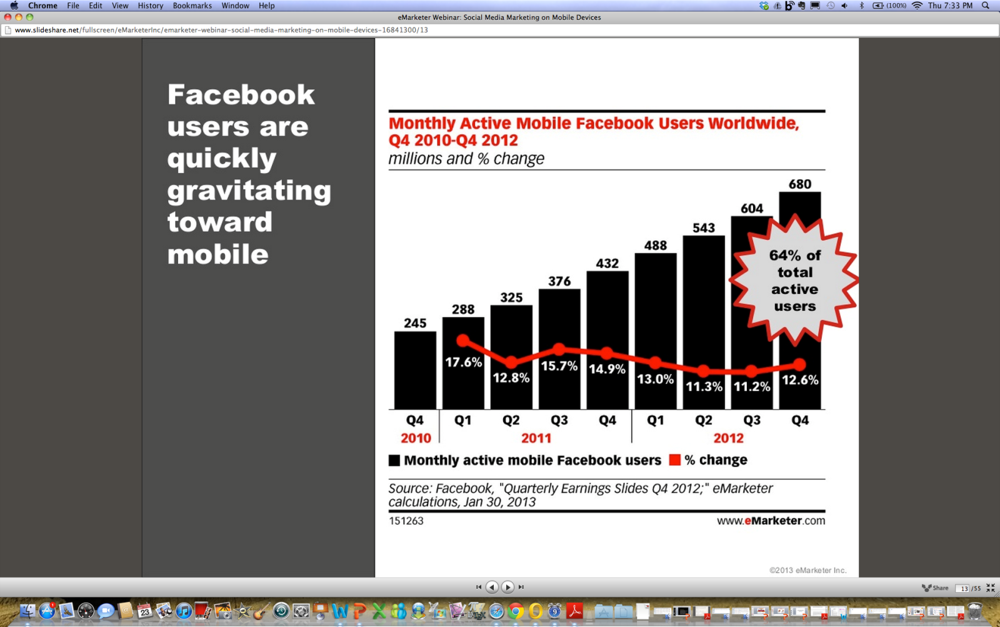 Chrome File Edit View History Bookmarks Window Help
(100%) Thu 7:33 PM
eMarketer Webinar: Social Media Marketing on Mobile Devices
www.slideshare.net/fullscreen/eMarketerInc/emarketer-webinar-social-media-marketing-on-mobile-devices-16841300/13
Facebook
users are
quickly
gravitating
toward
mobile
Monthly Active Mobile Facebook Users Worldwide,
Q4 2010-Q4 2012
millions and % change
245 288 325 376 432 488 543 604 680
64% of
total
active
users
17.6% 12.8% 15.7% 14.9% 13.0% 11.3% 11.2% 12.6%
Q4 Q1 Q2 Q3 Q4 Q1 Q2 Q3 Q4
2010 2011 2012
Monthly active mobile Facebook users % change
Source: Facebook, "Quarterly Earnings Slides Q4 2012;" eMarketer
calculations, Jan 30, 2013
151263 www.eMarketer.com
©2013 eMarketer Inc.
Share 13 /55
23